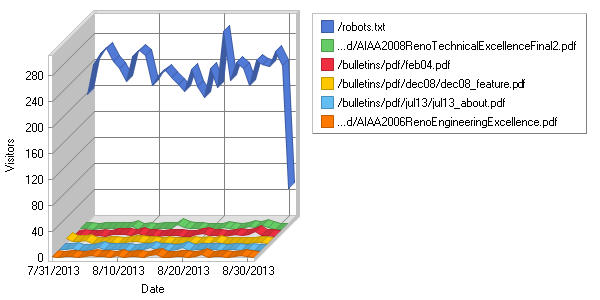 /robots.txt
...d/AIAA2008RenoTechnicalExcellenceFinal2.pdf
/bulletins/pdf/feb04.pdf
/bulletins/pdf/dec08/dec08_feature.pdf
/bulletins/pdf/jul13/jul13_about.pdf
...d/AIAA2006RenoEngineeringExcellence.pdf
280
240
200
160
120
80
40
0
Visitors
7/31/2013 8/10/2013 8/20/2013 8/30/2013
Date